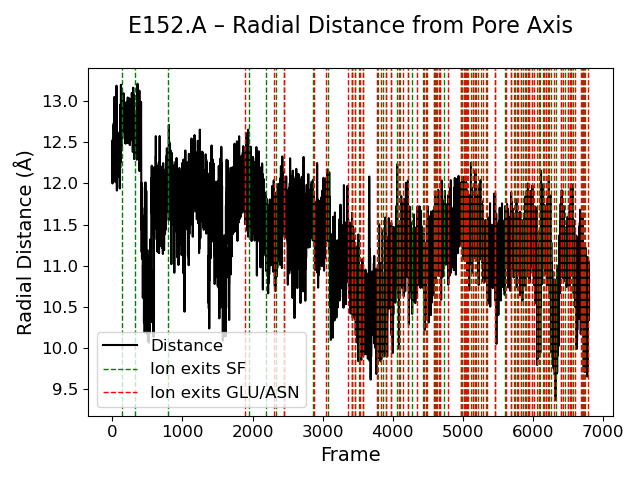 E152.A – Radial Distance from Pore Axis
Radial Distance (Å)
13.0
12.5
12.0
11.5
11.0
10.5
10.0
9.5
Distance
Ion exits SF
Ion exits GLU/ASN
0 1000 2000 3000 4000 5000 6000 7000
Frame